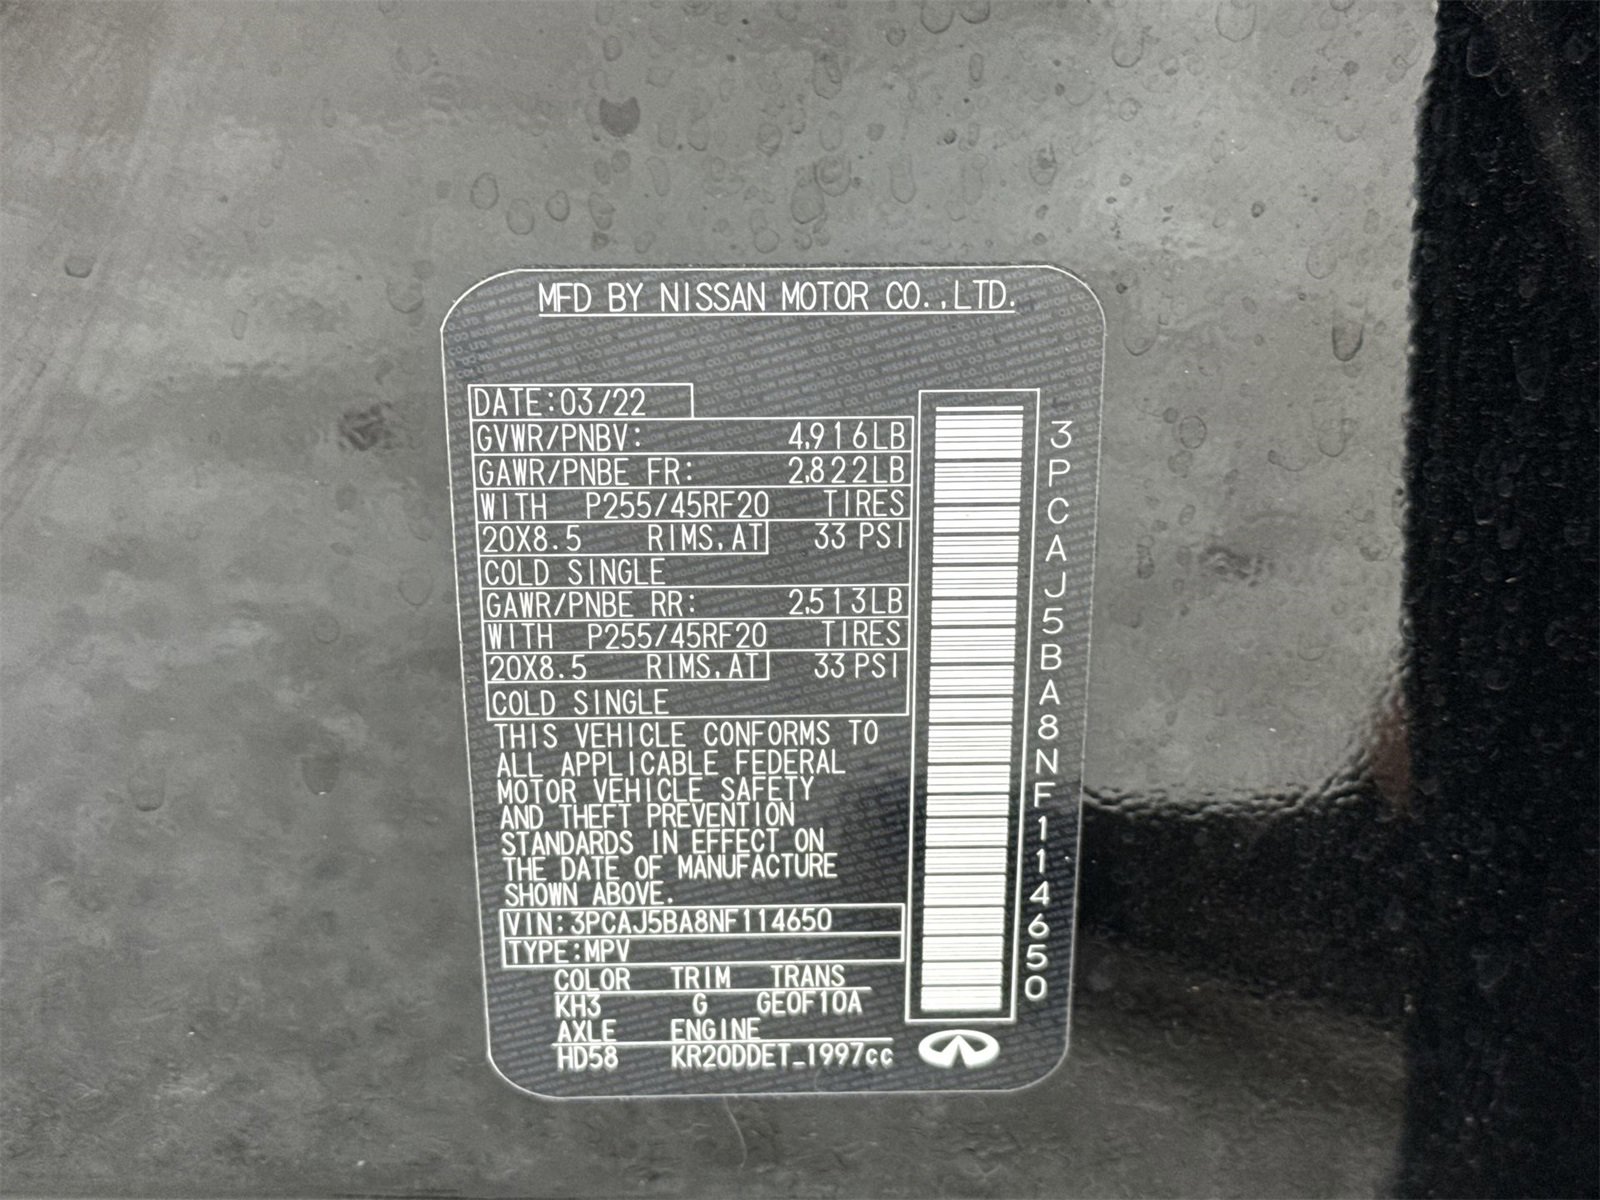 MFD BY NISSAN MOTOR CO.,LTD.
DATE:03/22
GVWR/PNBV: 4,916LB
GAWR/PNBE FR: 2,822LB
WITH P255/45RF20 TIRES
20X8.5 RIMS,AT 33 PSI
COLD SINGLE
GAWR/PNBE RR: 2,513LB
WITH P255/45RF20 TIRES
20X8.5 RIMS,AT 33 PSI
COLD SINGLE
THIS VEHICLE CONFORMS TO
ALL APPLICABLE FEDERAL
MOTOR VEHICLE SAFETY
AND THEFT PREVENTION
STANDARDS IN EFFECT ON
THE DATE OF MANUFACTURE
SHOWN ABOVE.
VIN:3PCAJ5BA8NF114650
TYPE:MPV
COLOR TRIM TRANS
KH3 G GE0F10A
AXLE ENGINE
HD58 KR20DDET_1997cc
3PCAJ5BA8NF114650